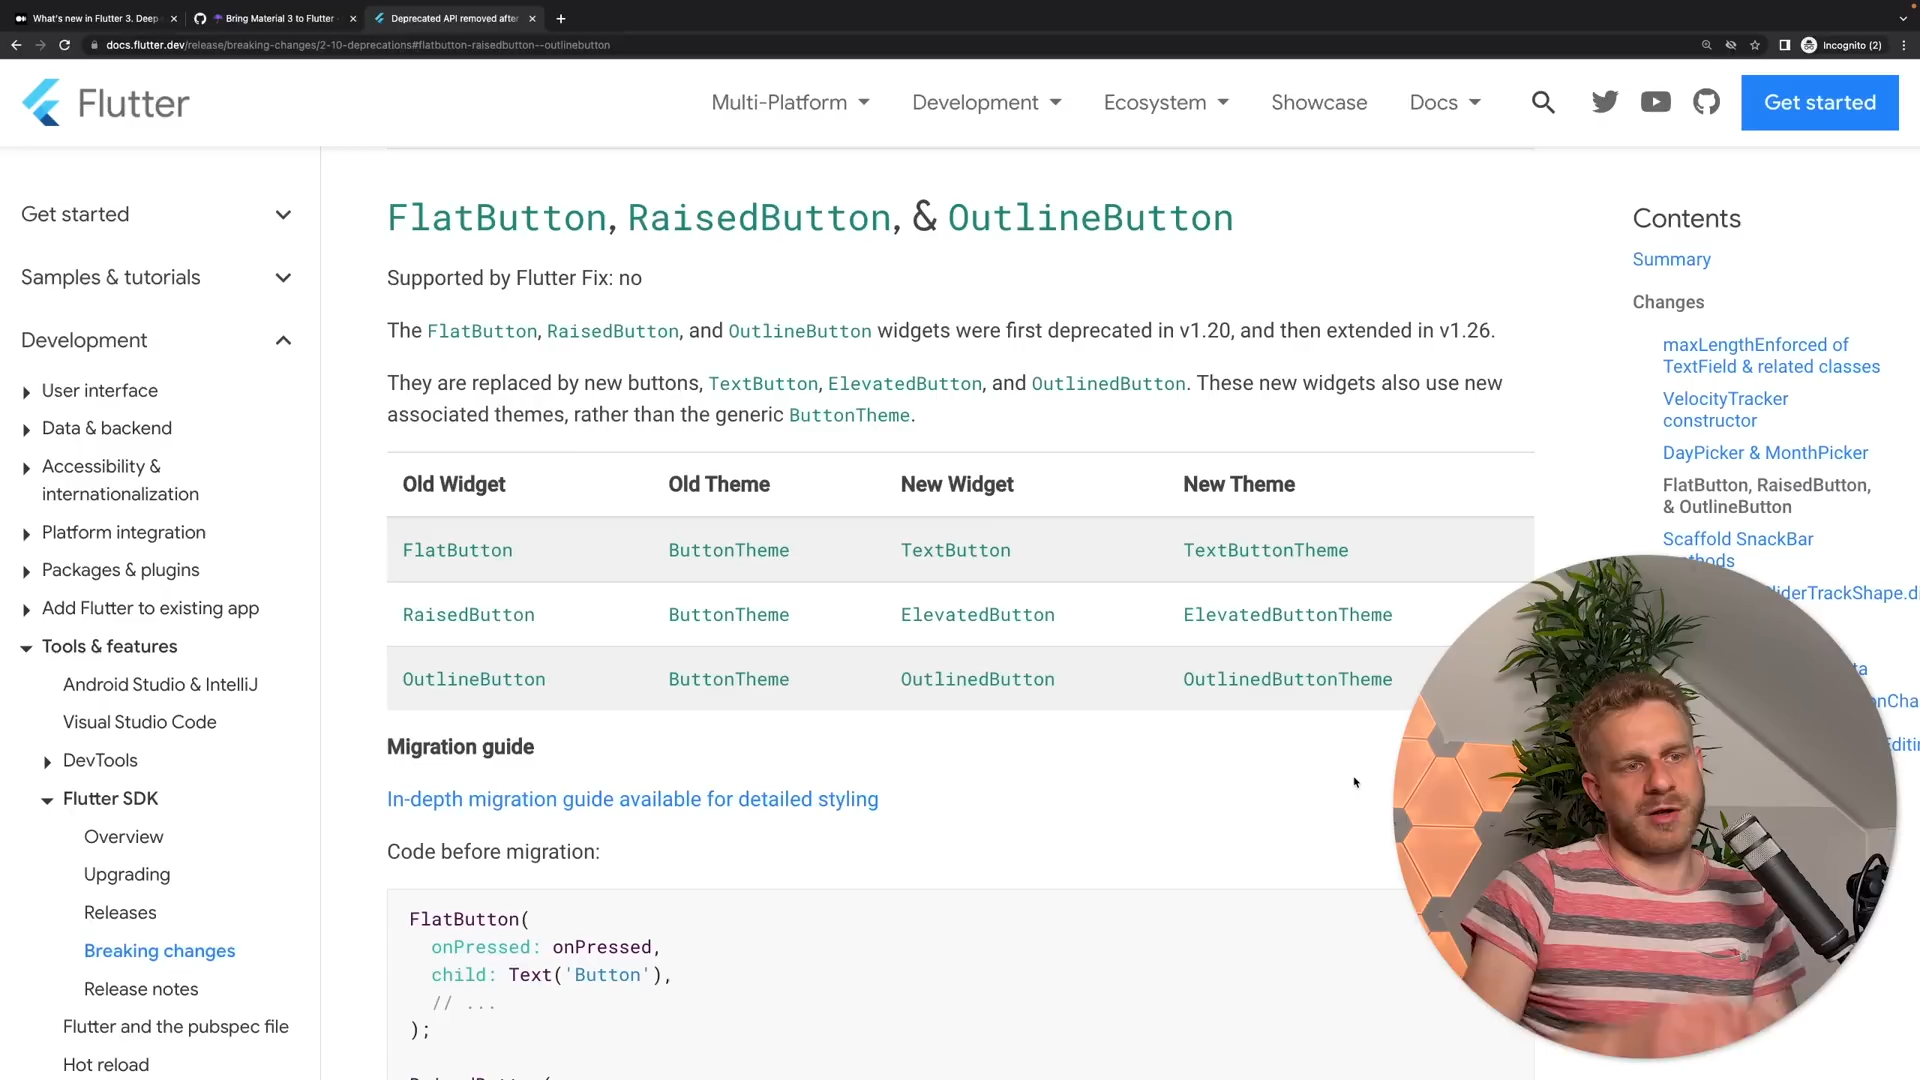 What's new in Flutter 3. Deep
Bring Material 3 to Flutter
Deprecated API removed after
docs.flutter.dev/release/breaking-changes/2-10-deprecations#flatbutton-raisedbutton--outlinebutton
Incognito (2)
Flutter
Multi-Platform
Development
Ecosystem
Showcase
Docs
Get started
Get started
Samples & tutorials
Development
User interface
Data & backend
Accessibility &
internationalization
Platform integration
Packages & plugins
Add Flutter to existing app
Tools & features
Android Studio & IntelliJ
Visual Studio Code
DevTools
Flutter SDK
Overview
Upgrading
Releases
Breaking changes
Release notes
Flutter and the pubspec file
Hot reload
FlatButton, RaisedButton, & OutlineButton
Supported by Flutter Fix: no
The FlatButton, RaisedButton, and OutlineButton widgets were first deprecated in v1.20, and then extended in v1.26.
They are replaced by new buttons, TextButton, ElevatedButton, and OutlinedButton. These new widgets also use new
associated themes, rather than the generic ButtonTheme.
Old Widget Old Theme New Widget New Theme
FlatButton ButtonTheme TextButton TextButtonTheme
RaisedButton ButtonTheme ElevatedButton ElevatedButtonTheme
OutlineButton ButtonTheme OutlinedButton OutlinedButtonTheme
Migration guide
In-depth migration guide available for detailed styling
Code before migration:
FlatButton(
onPressed: onPressed,
child: Text('Button'),
// ...
);
Contents
Summary
Changes
maxLengthEnforced of
TextField & related classes
VelocityTracker
constructor
DayPicker & MonthPicker
FlatButton, RaisedButton,
& OutlineButton
Scaffold SnackBar